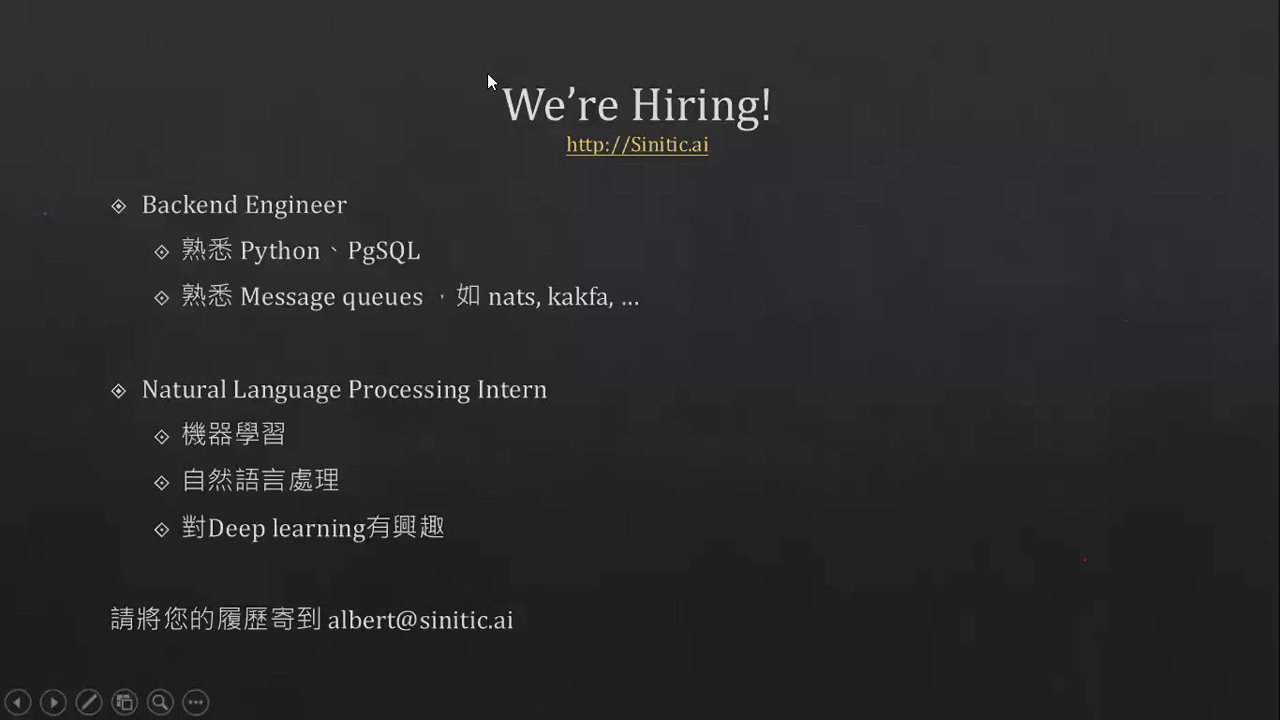 We're Hiring!
http://Sinitic.ai
Backend Engineer
熟悉 Python、PgSQL
熟悉 Message queues ，如 nats, kakfa, ...
Natural Language Processing Intern
機器學習
自然語言處理
對Deep learning有興趣
請將您的履歷寄到 albert@sinitic.ai